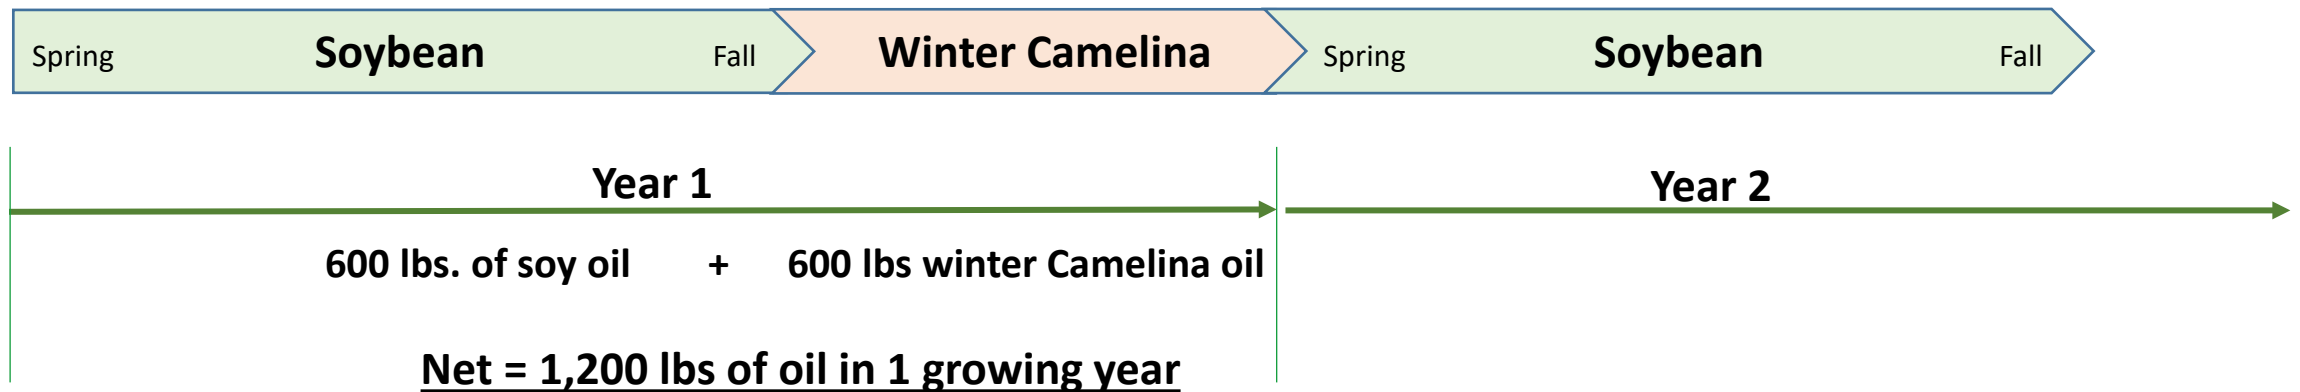 Spring Soybean Fall Winter Camelina Spring Soybean Fall
Year 1 Year 2
600 lbs. of soy oil + 600 lbs winter Camelina oil
Net = 1,200 lbs of oil in 1 growing year